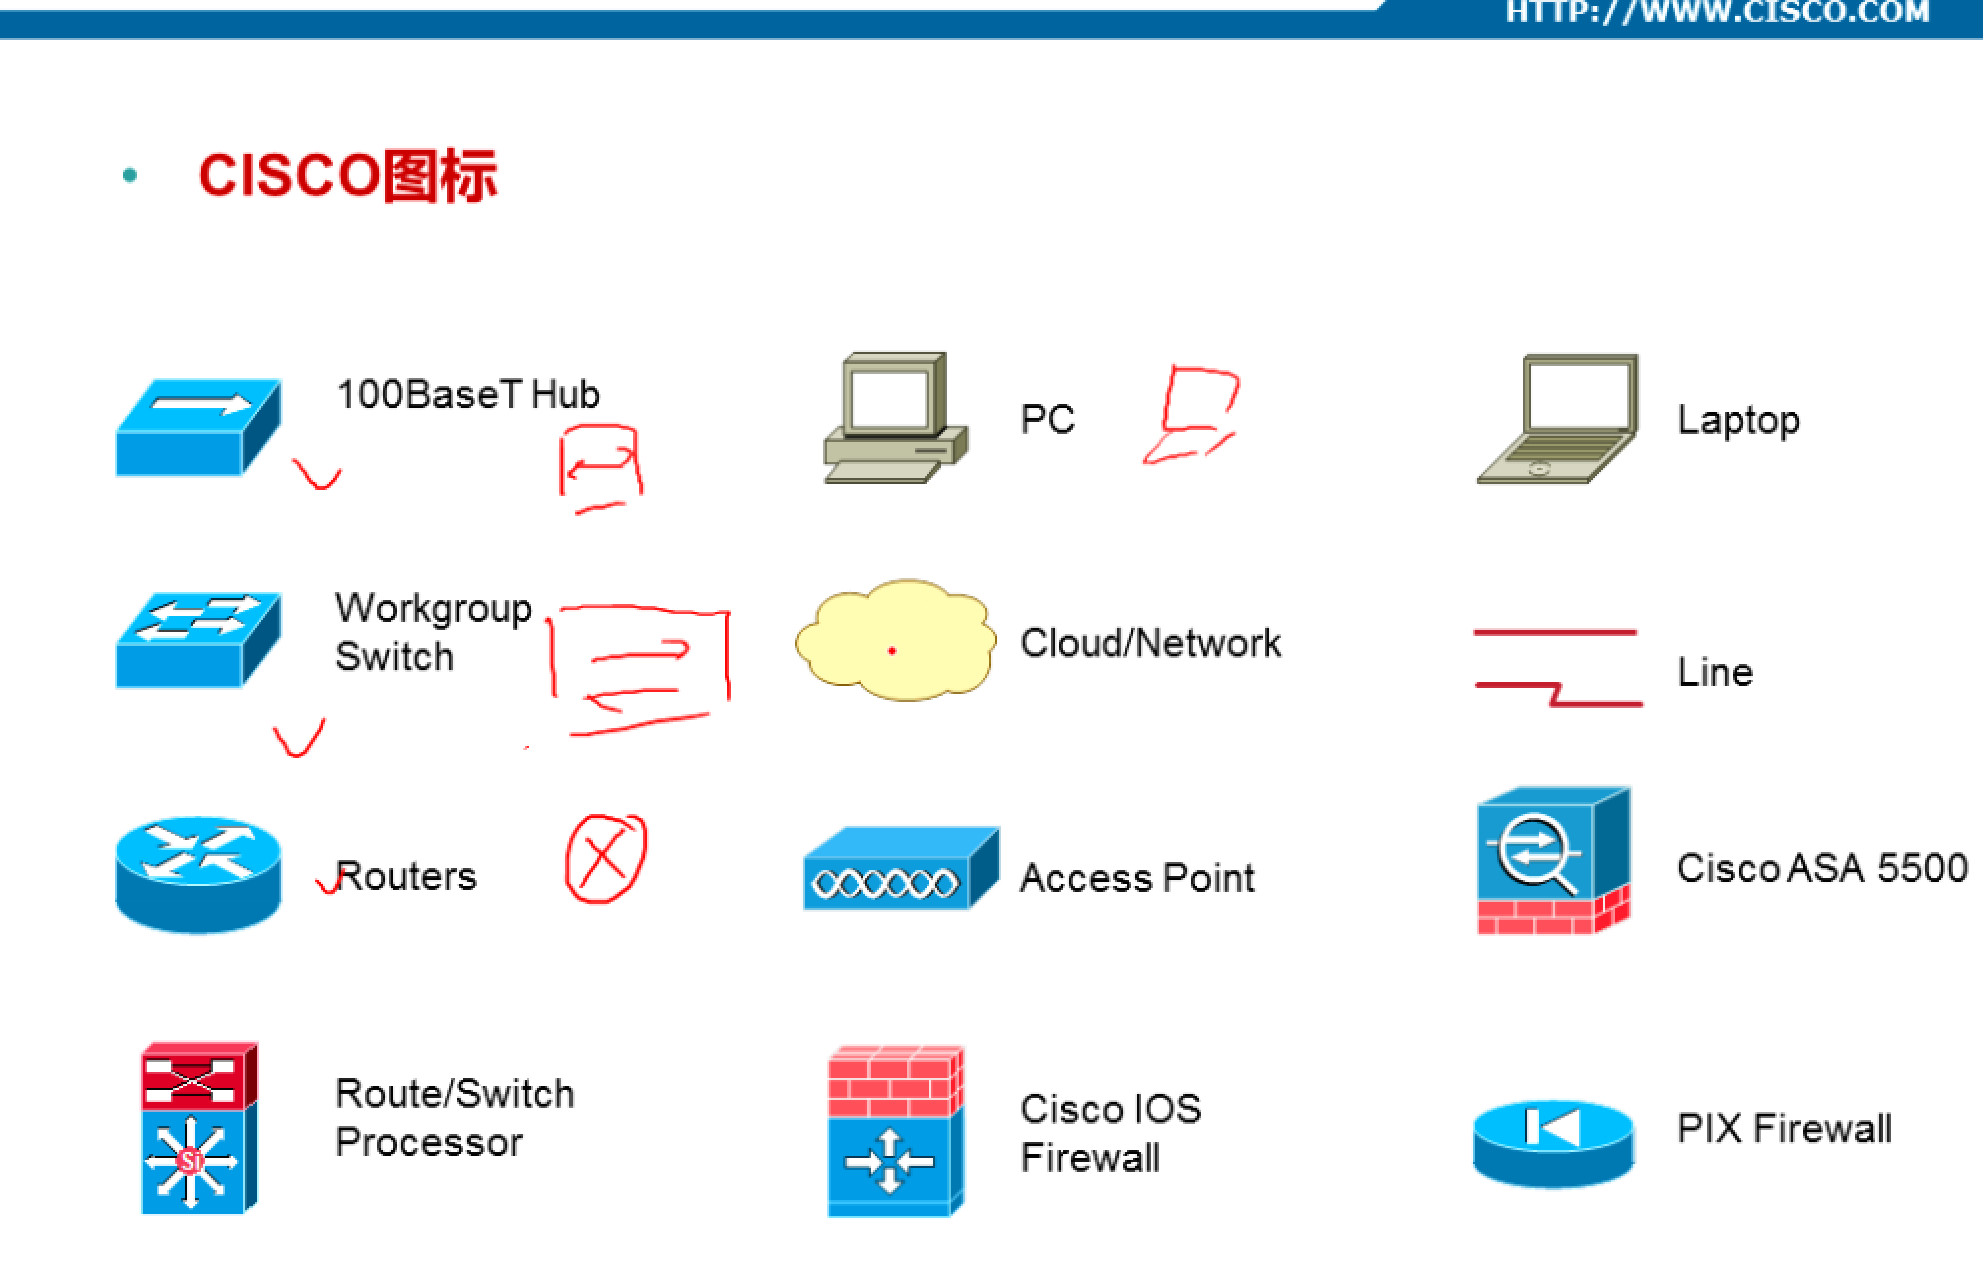 HTTP://WWW.CISCO.COM
• CISCO图标
100BaseT Hub
PC
Laptop
Workgroup
Switch
Cloud/Network
Line
Routers
Access Point
Cisco ASA 5500
Route/Switch
Processor
Si
Cisco IOS
Firewall
PIX Firewall